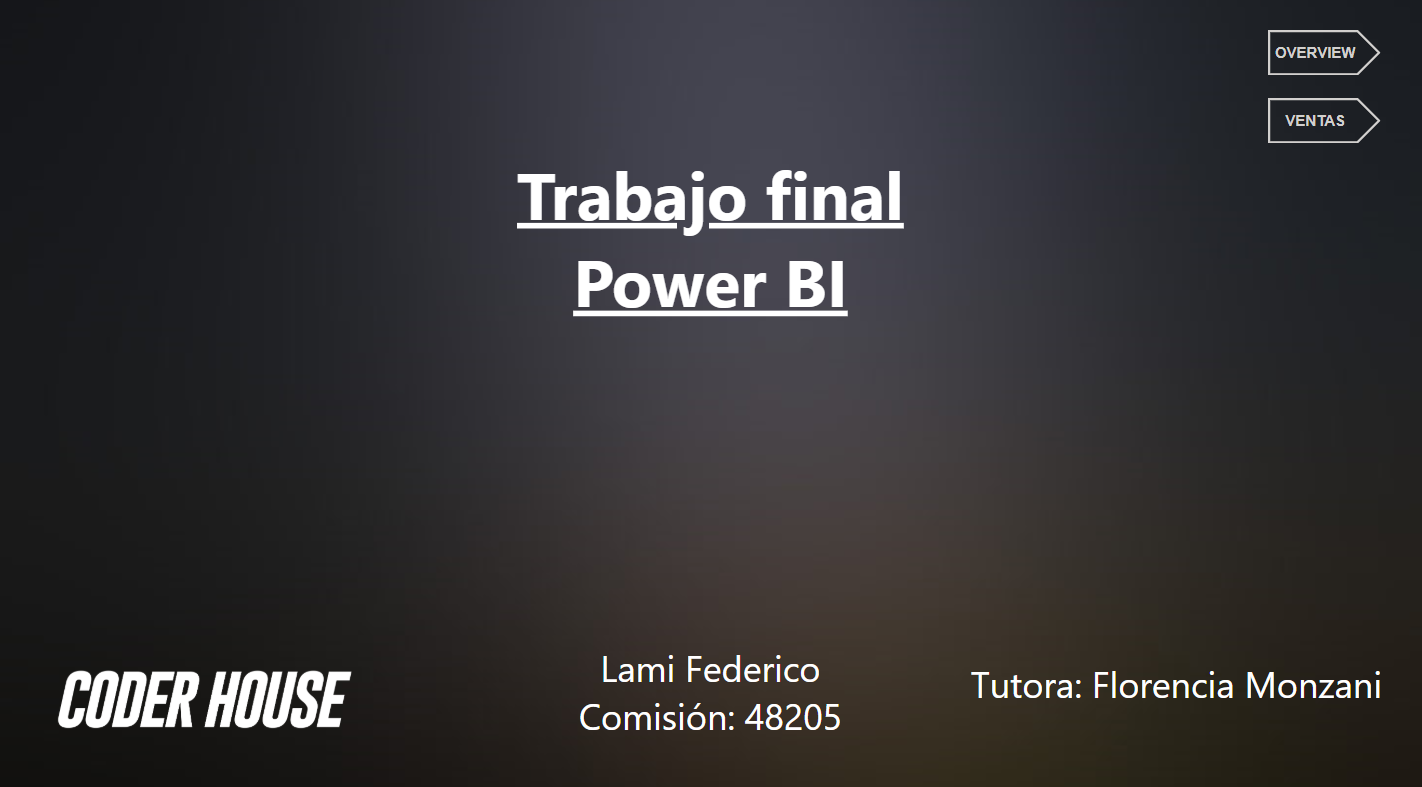 OVERVIEW
VENTAS
Trabajo final
Power BI
CODER HOUSE
Lami Federico
Comisión: 48205
Tutora: Florencia Monzani